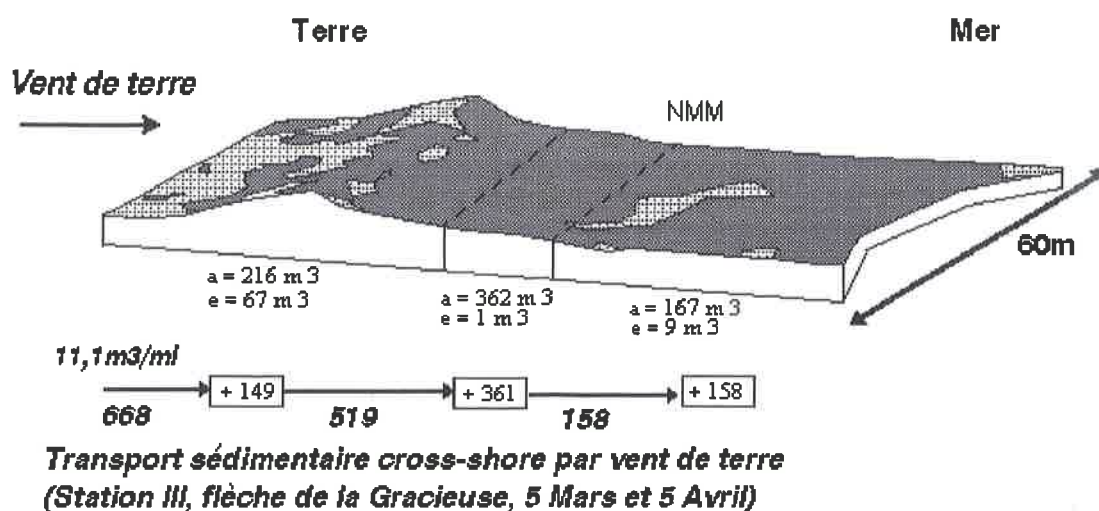 Terre
Mer
Vent de terre
NMM
60m
a = 216 m 3
e = 67 m 3
a = 362 m 3
e = 1 m 3
a = 167 m 3
e = 9 m 3
11,1m3/ml
+ 149
+ 361
+ 158
668
519
158
Transport sédimentaire cross-shore par vent de terre
(Station III, flèche de la Gracieuse, 5 Mars et 5 Avril)